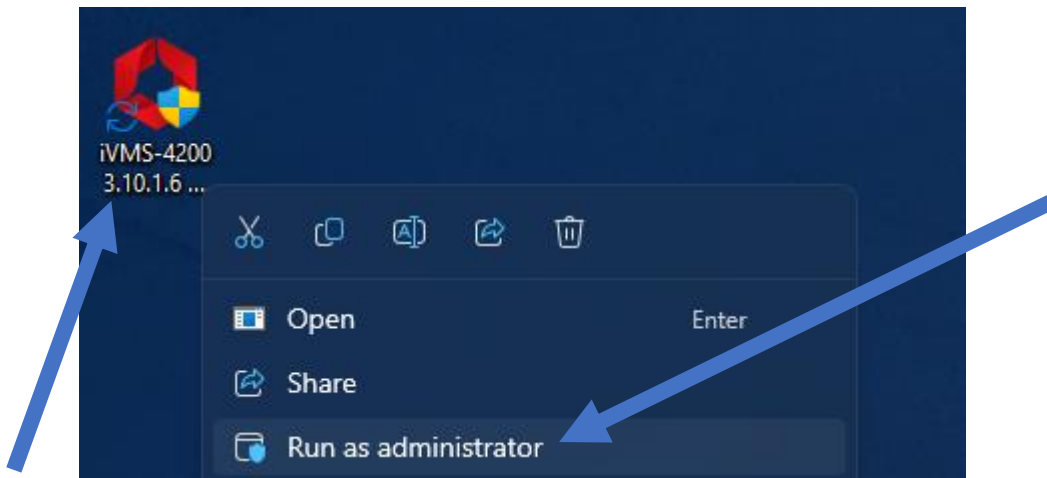 iVMS-4200
3.10.1.6 ...
Open Enter
Share
Run as administrator